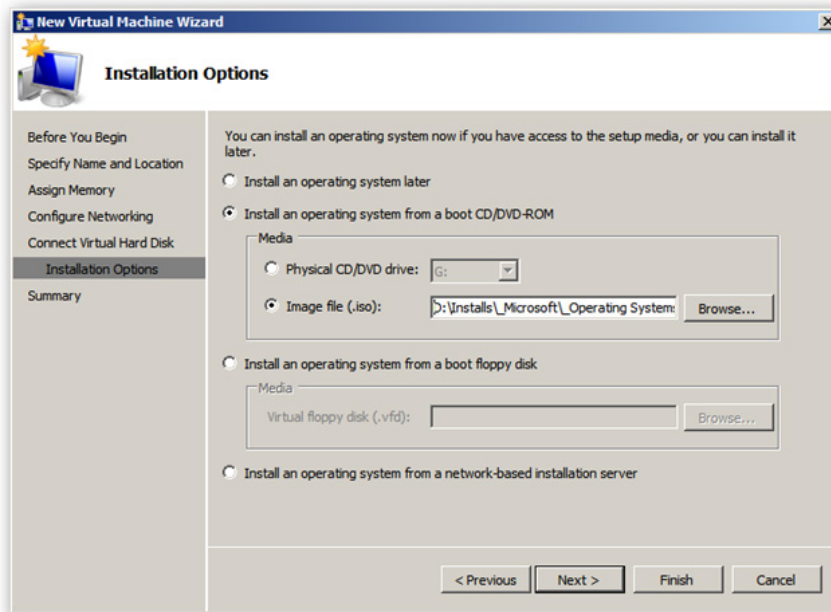 New Virtual Machine Wizard
Installation Options
Before You Begin
Specify Name and Location
Assign Memory
Configure Networking
Connect Virtual Hard Disk
Installation Options
Summary
You can install an operating system now if you have access to the setup media, or you can install it
later.
Install an operating system later
Install an operating system from a boot CD/DVD-ROM
Media
Physical CD/DVD drive: G:
Image file (.iso): D:\Installs\_Microsoft\_Operating Systems Browse...
Install an operating system from a boot floppy disk
Media
Virtual floppy disk (.vfd): Browse...
Install an operating system from a network-based installation server
< Previous Next > Finish Cancel